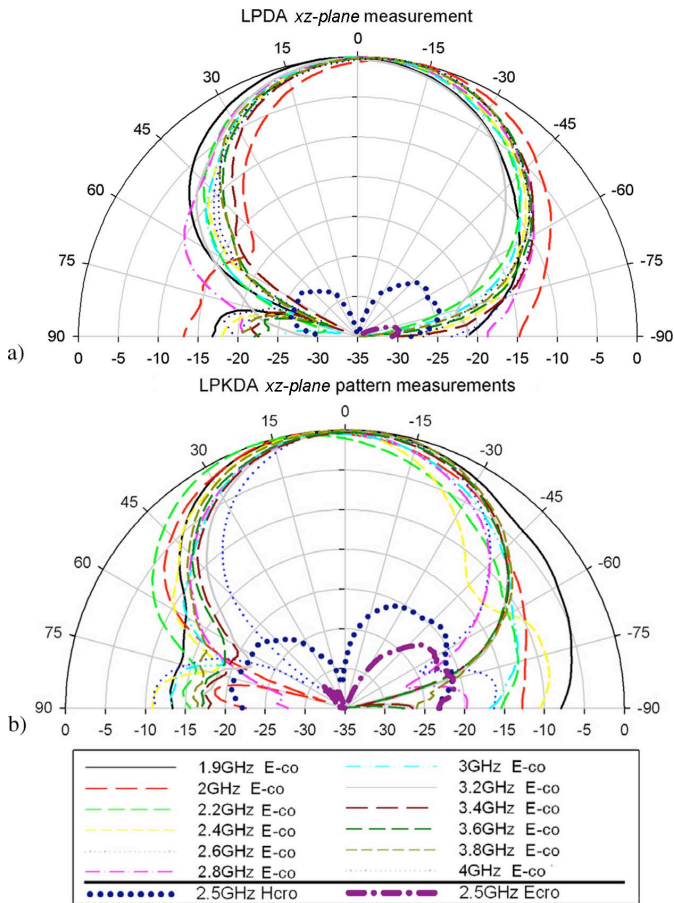 LPDA xz-plane measurement
0
15 -15
30 -30
45 -45
60 -60
75 -75
90 -90
0 -5 -10 -15 -20 -25 -30 -35 -30 -25 -20 -15 -10 -5 0
a)
LPKDA xz-plane pattern measurements
0
15 -15
30 -30
45 -45
60 -60
75 -75
90 -90
b)
0 -5 -10 -15 -20 -25 -30 -35 -30 -25 -20 -15 -10 -5 0
1.9GHz E-co 3GHz E-co
2GHz E-co 3.2GHz E-co
2.2GHz E-co 3.4GHz E-co
2.4GHz E-co 3.6GHz E-co
2.6GHz E-co 3.8GHz E-co
2.8GHz E-co 4GHz E-co
2.5GHz Hcro 2.5GHz Ecro